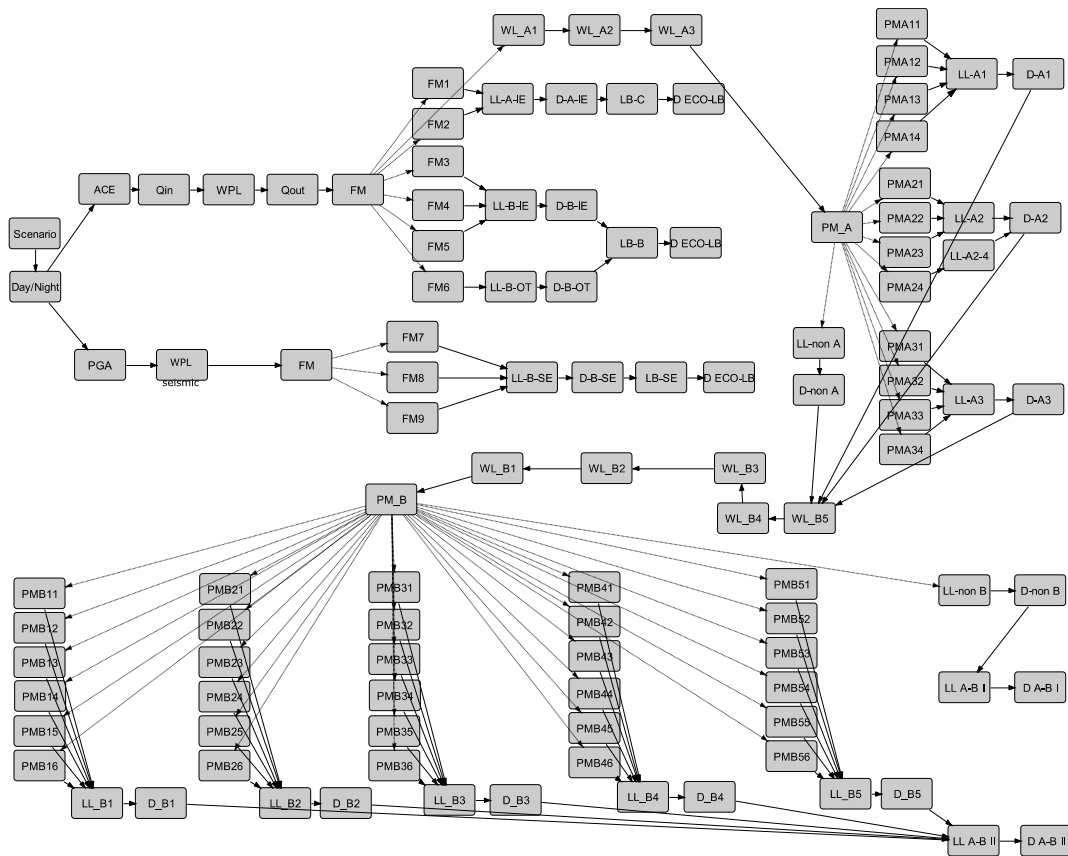 WL_A1
WL_A2
WL_A3
PMA11
PMA12
PMA13
PMA14
LL-A1
D-A1
FM1
FM2
LL-A-IE
D-A-IE
LB-C
D ECO-LB
FM3
FM4
FM5
FM6
LL-B-IE
D-B-IE
LL-B-OT
D-B-OT
LB-B
D ECO-LB
ACE
Qin
WPL
Qout
FM
Scenario
Day/Night
PGA
WPL
seismic
FM
FM7
FM8
FM9
LL-B-SE
D-B-SE
LB-SE
D ECO-LB
PM_A
PMA21
PMA22
PMA23
PMA24
LL-A2
LL-A2-4
D-A2
LL-non A
D-non A
PMA31
PMA32
PMA33
PMA34
LL-A3
D-A3
WL_B1
WL_B2
WL_B3
WL_B4
WL_B5
PM_B
PMB11
PMB12
PMB13
PMB14
PMB15
PMB16
LL_B1
D_B1
PMB21
PMB22
PMB23
PMB24
PMB25
PMB26
LL_B2
D_B2
PMB31
PMB32
PMB33
PMB34
PMB35
PMB36
LL_B3
D_B3
PMB41
PMB42
PMB43
PMB44
PMB45
PMB46
LL_B4
D_B4
PMB51
PMB52
PMB53
PMB54
PMB55
PMB56
LL_B5
D_B5
LL-non B
D-non B
LL A-B I
D A-B I
LL A-B II
D A-B II